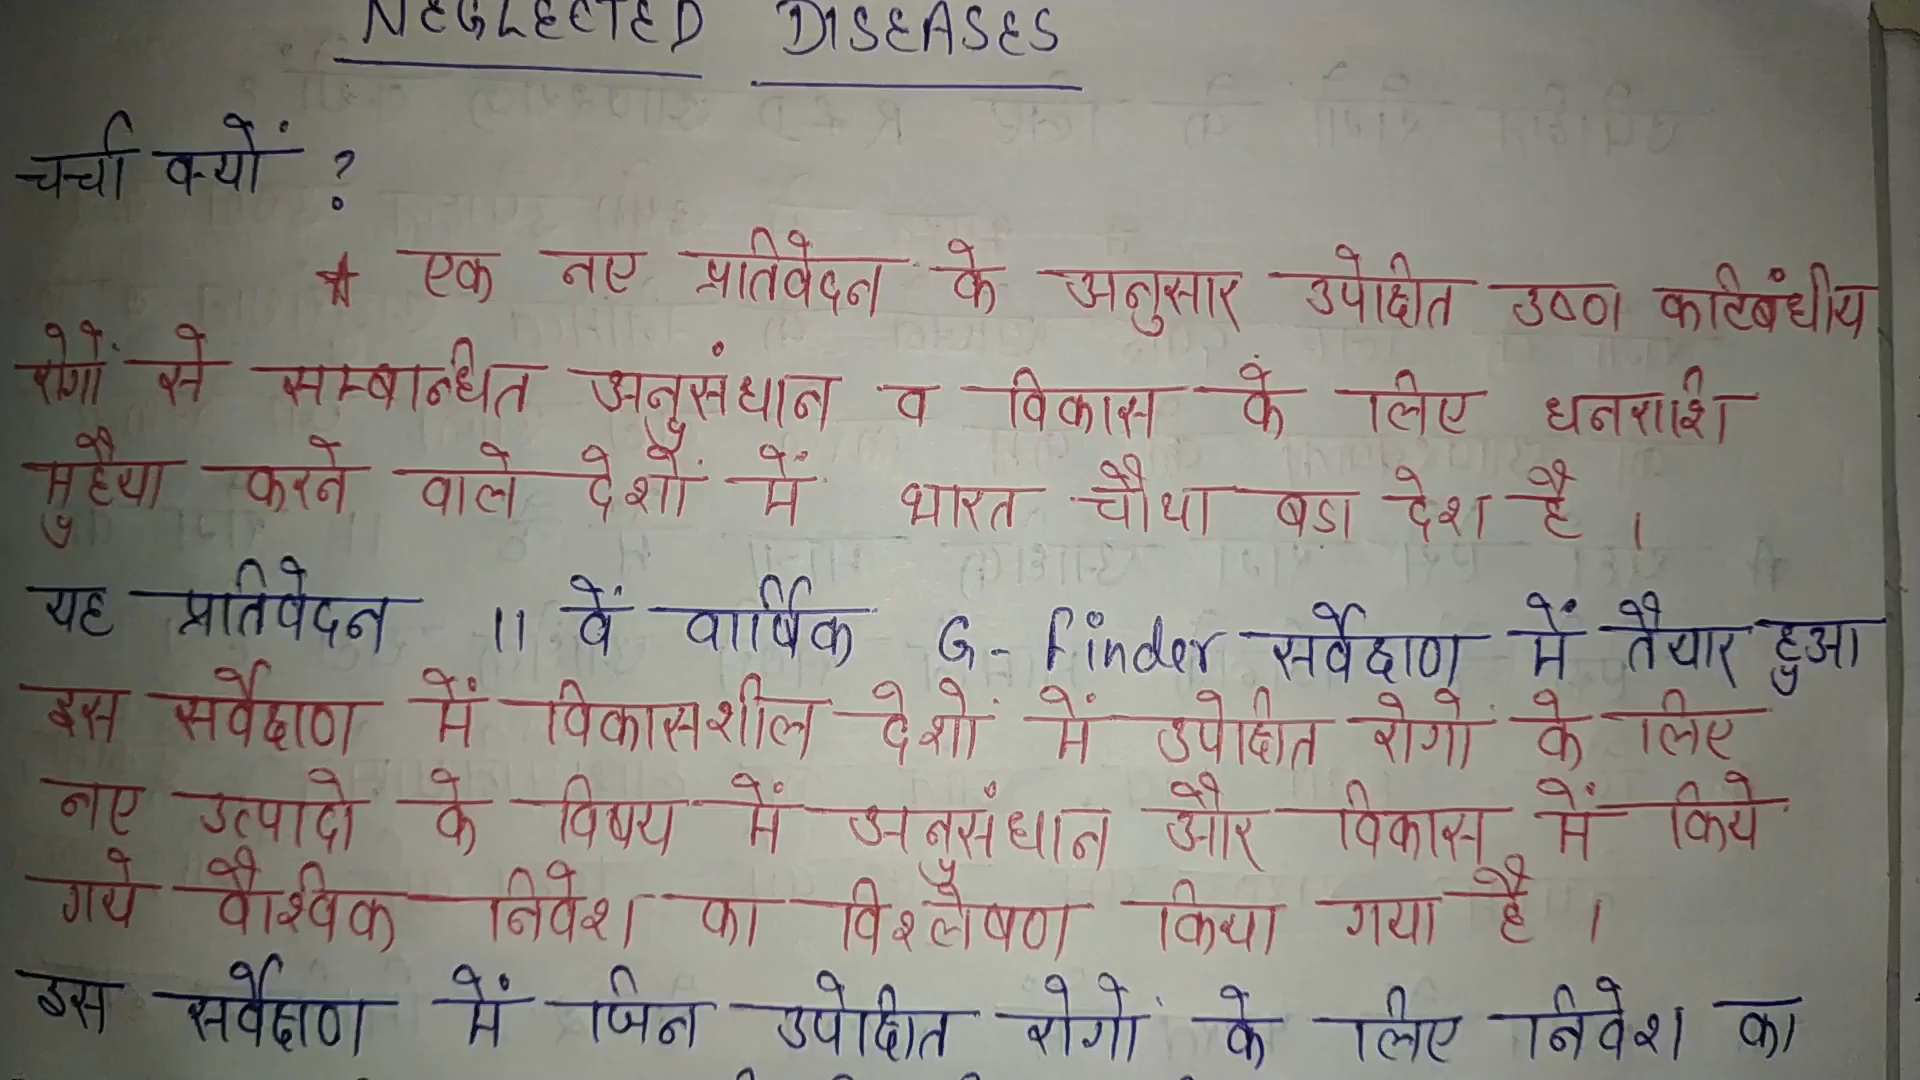 NEGLECTED DISEASES
चर्चा क्यों ?
* एक नए प्रतिवेदन के अनुसार उपेक्षित उष्ण कटिबंधीय
रोगों से सम्बान्धित अनुसंधान व विकास कें लिए धनराशि
मुहैया करने वाले देशों में भारत चौथा बडा देश है ।
यह प्रतिवेदन 11 वें वार्षिक G-Finder सर्वेक्षण में तैयार हुआ
इस सर्वेक्षण में विकासशील देशों में उपेक्षित रोगों के लिए
नए उत्पादो के विषय में अनुसंधान और विकास में किये
गये वैश्विक निवेश का विश्लेषण किया गया है ।
इस सर्वेक्षण में जिन उपेक्षित रोगों के लिए निवेश का